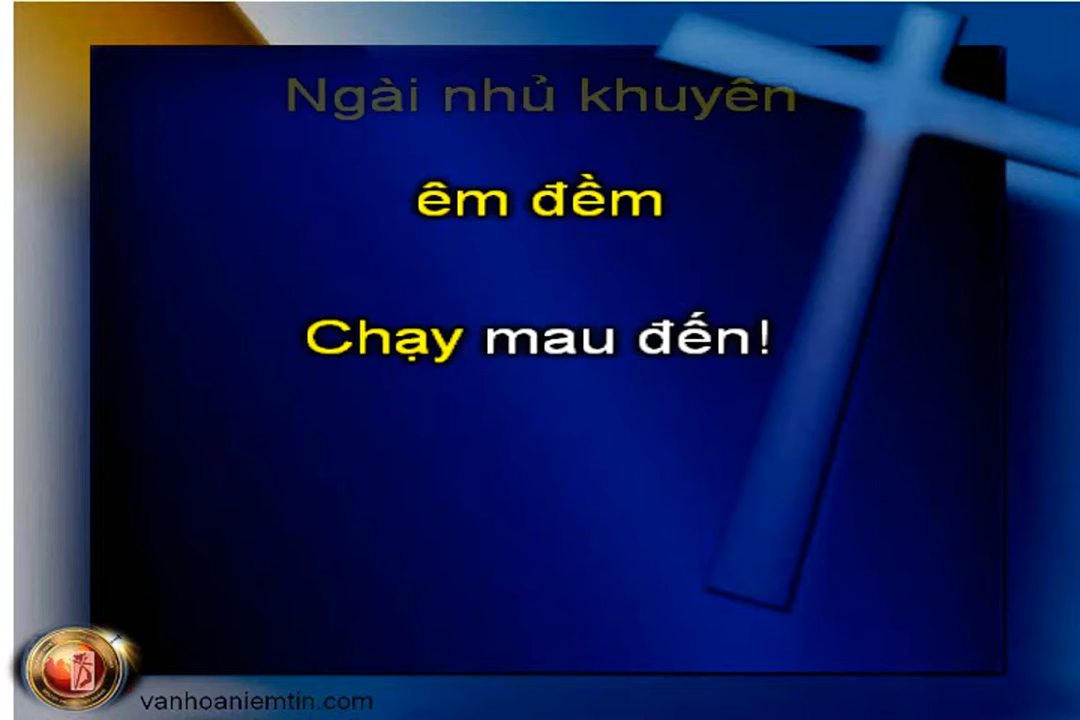 Ngài nhủ khuyên
êm đềm
Chạy mau đến!
vanhoaniemtin.com